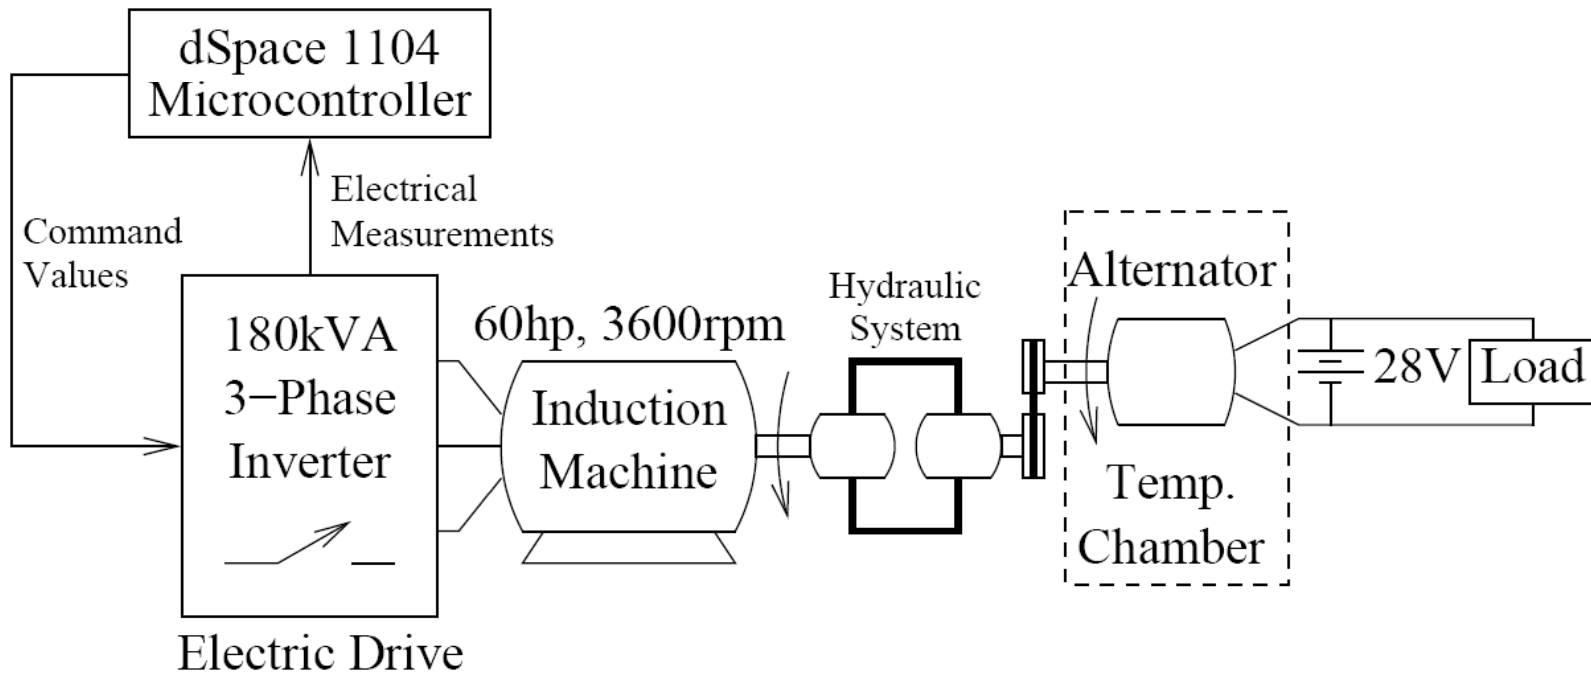 dSpace 1104
Microcontroller
Electrical
Measurements
Command
Values
180kVA
3−Phase
Inverter
Electric Drive
60hp, 3600rpm
Induction
Machine
Hydraulic
System
Alternator
Temp.
Chamber
28V
Load